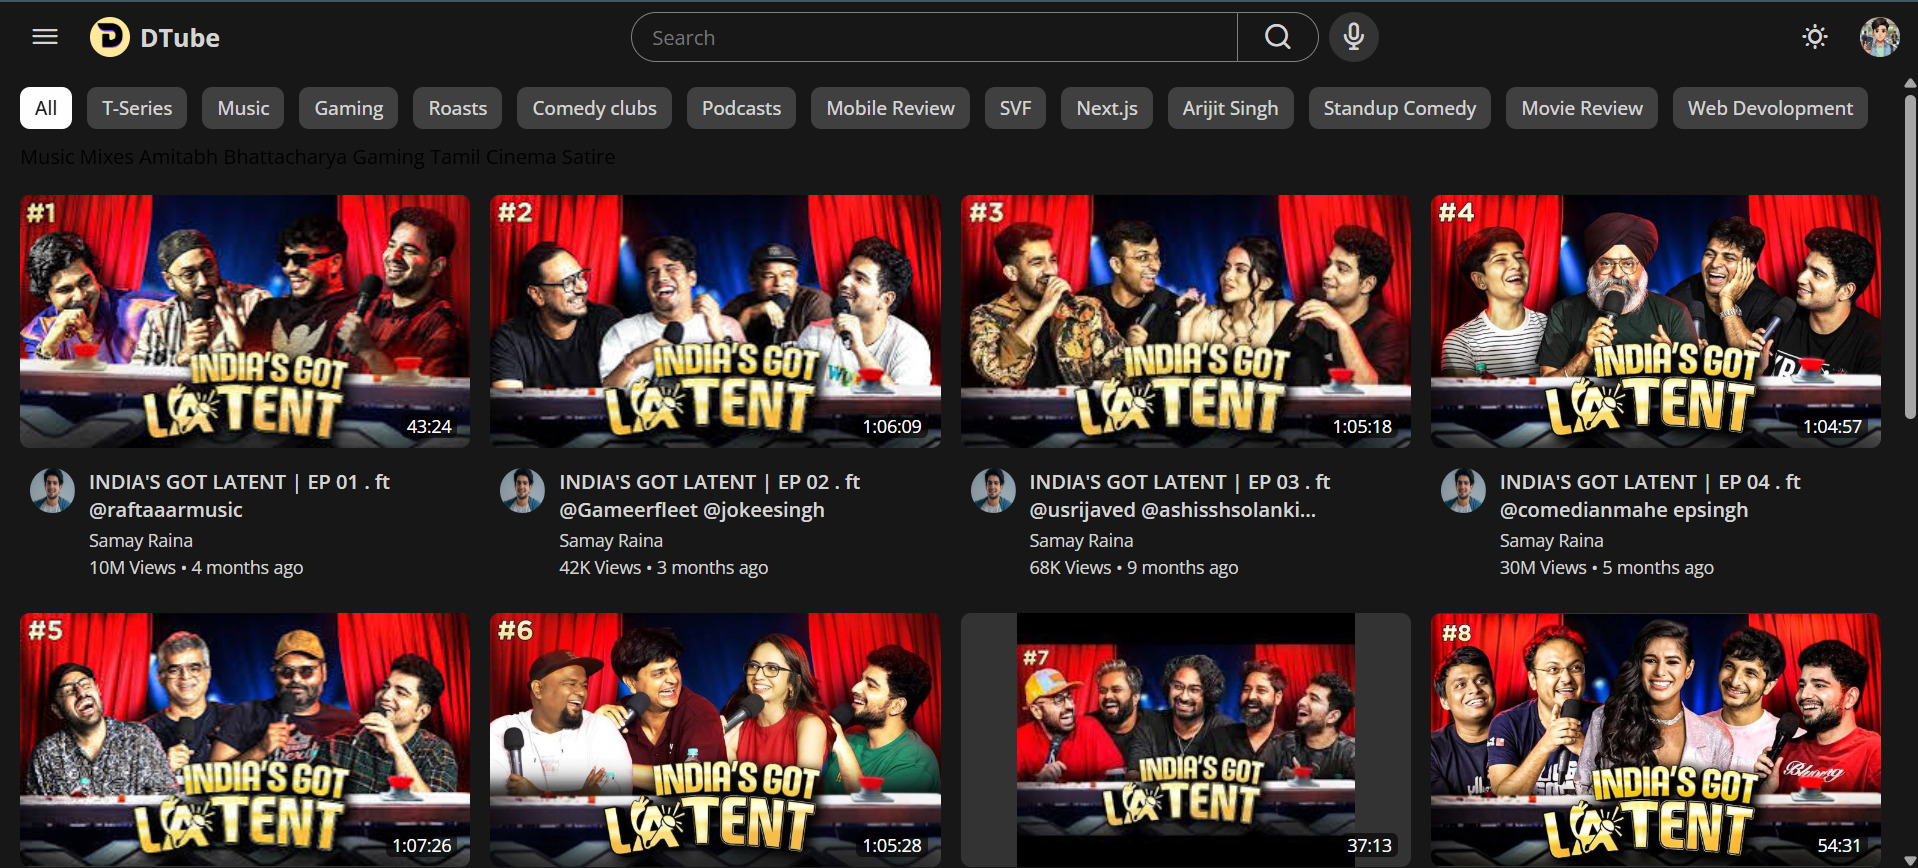 DTube
Search
All T-Series Music Gaming Roasts Comedy clubs Podcasts Mobile Review SVF Next.js Arijit Singh Standup Comedy Movie Review Web Devolopment
Music Mixes Amitabh Bhattacharya Gaming Tamil Cinema Satire
#1
INDIA'S GOT
LATENT
43:24
#2
INDIA'S GOT
LATENT
1:06:09
#3
INDIA'S GOT
LATENT
1:05:18
#4
INDIA'S GOT
LATENT
1:04:57
INDIA'S GOT LATENT | EP 01 . ft
@raftaaarmusic
Samay Raina
10M Views • 4 months ago
INDIA'S GOT LATENT | EP 02 . ft
@Gameerfleet @jokeesingh
Samay Raina
42K Views • 3 months ago
INDIA'S GOT LATENT | EP 03 . ft
@usrijaved @ashisshsolanki...
Samay Raina
68K Views • 9 months ago
INDIA'S GOT LATENT | EP 04 . ft
@comedianmahe epsingh
Samay Raina
30M Views • 5 months ago
#5
INDIA'S GOT
LATENT
1:07:26
#6
INDIA'S GOT
LATENT
1:05:28
#7
INDIA'S GOT
LATENT
37:13
#8
INDIA'S GOT
LATENT
54:31